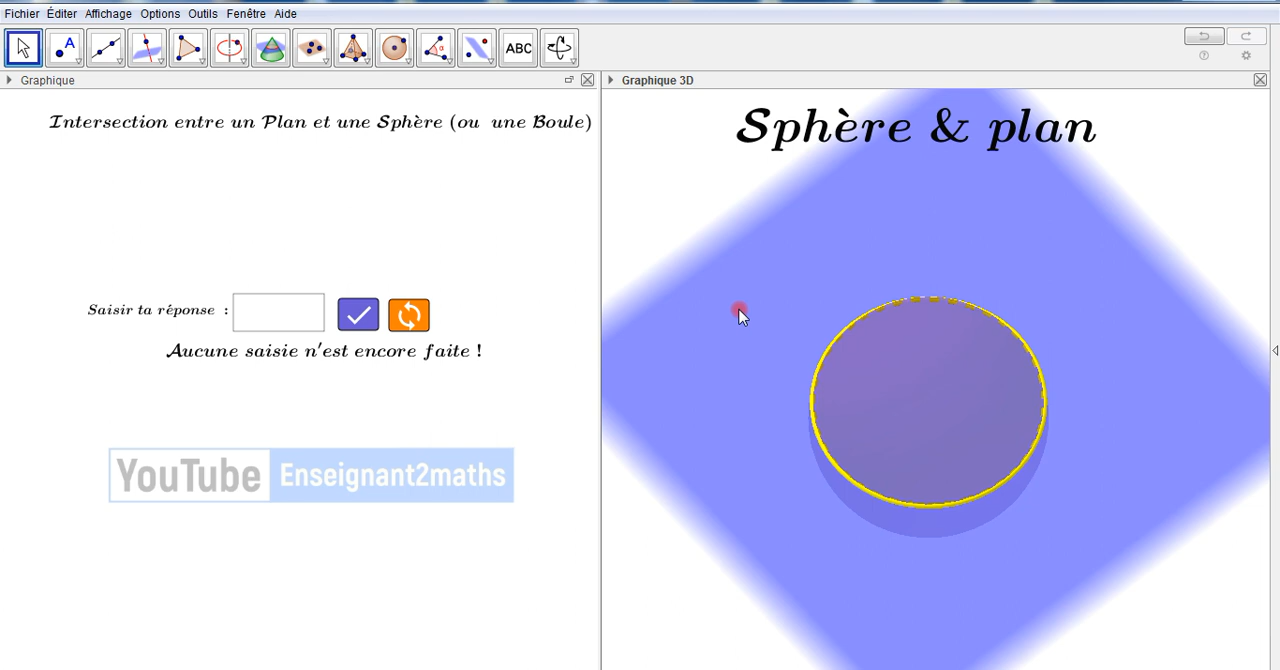 Fichier Éditer Affichage Options Outils Fenêtre Aide
A
α
ABC
Graphique
Graphique 3D
Intersection entre un Plan et une Sphère (ou une Boule)
Sphère & plan
Saisir ta réponse :
Aucune saisie n'est encore faite !
YouTube Enseignant2maths